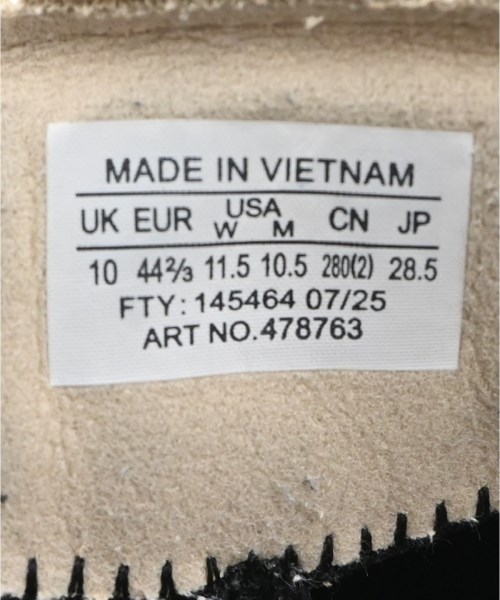 MADE IN VIETNAM
UK EUR USA W M CN JP
10 44⅔ 11.5 10.5 280(2) 28.5
FTY: 145464 07/25
ART NO.478763